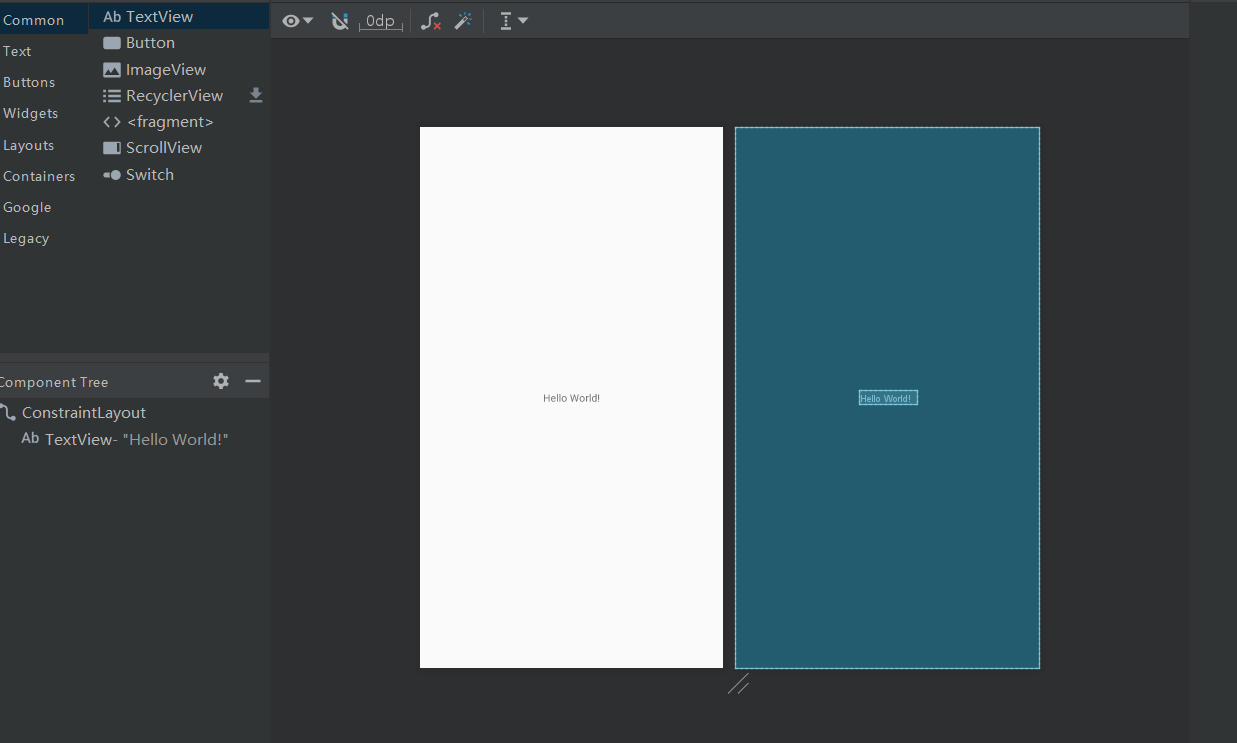 Common
Text
Buttons
Widgets
Layouts
Containers
Google
Legacy
Ab TextView
Button
ImageView
RecyclerView
<fragment>
ScrollView
Switch
0dp
Component Tree
ConstraintLayout
Ab TextView- "Hello World!"
Hello World!
Hello World!